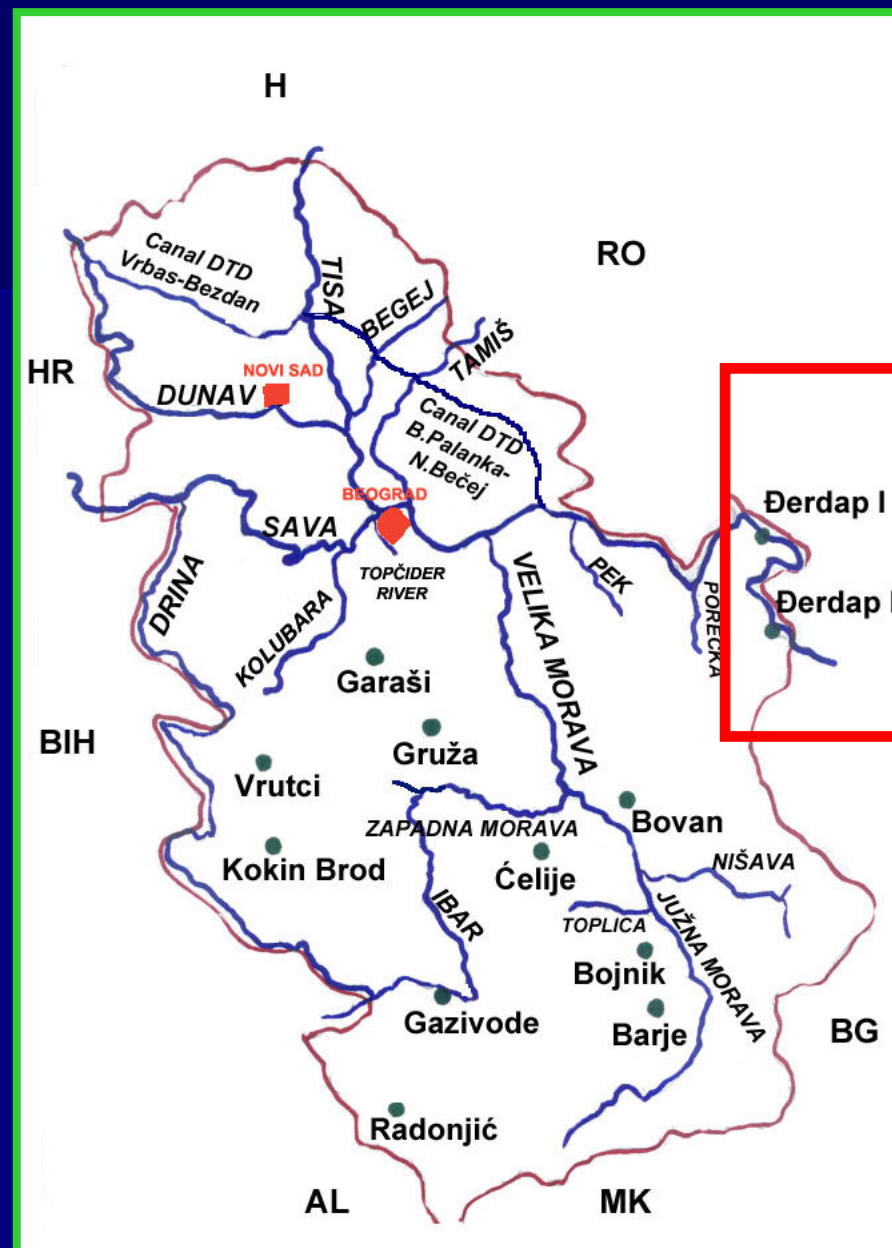 H
RO
Canal DTD
Vrbas-Bezdan
TISA
BEGEJ
TAMIŠ
HR
NOVI SAD
DUNAV
Canal DTD
B.Palanka-
N.Bečej
BEOGRAD
SAVA
Đerdap I
DRINA
TOPČIDER
RIVER
PEK
POREČKA
Đerdap I
KOLUBARA
VELIKA MORAVA
Garaši
BIH
Gruža
Vrutci
Bovan
ZAPADNA MORAVA
Kokin Brod
Ćelije
NIŠAVA
IBAR
TOPLICA
JUŽNA MORAVA
Bojnik
Gazivode
Barje
BG
Radonjić
AL
MK